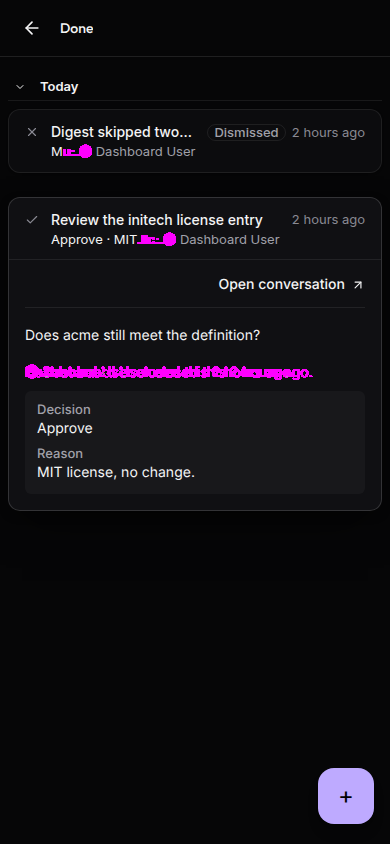 Done
Today
Digest skipped two... Dismissed 2 hours ago
Dashboard User
Review the initech license entry 2 hours ago
Approve · MIT Dashboard User
Open conversation
Does acme still meet the definition?
Decision
Approve
Reason
MIT license, no change.